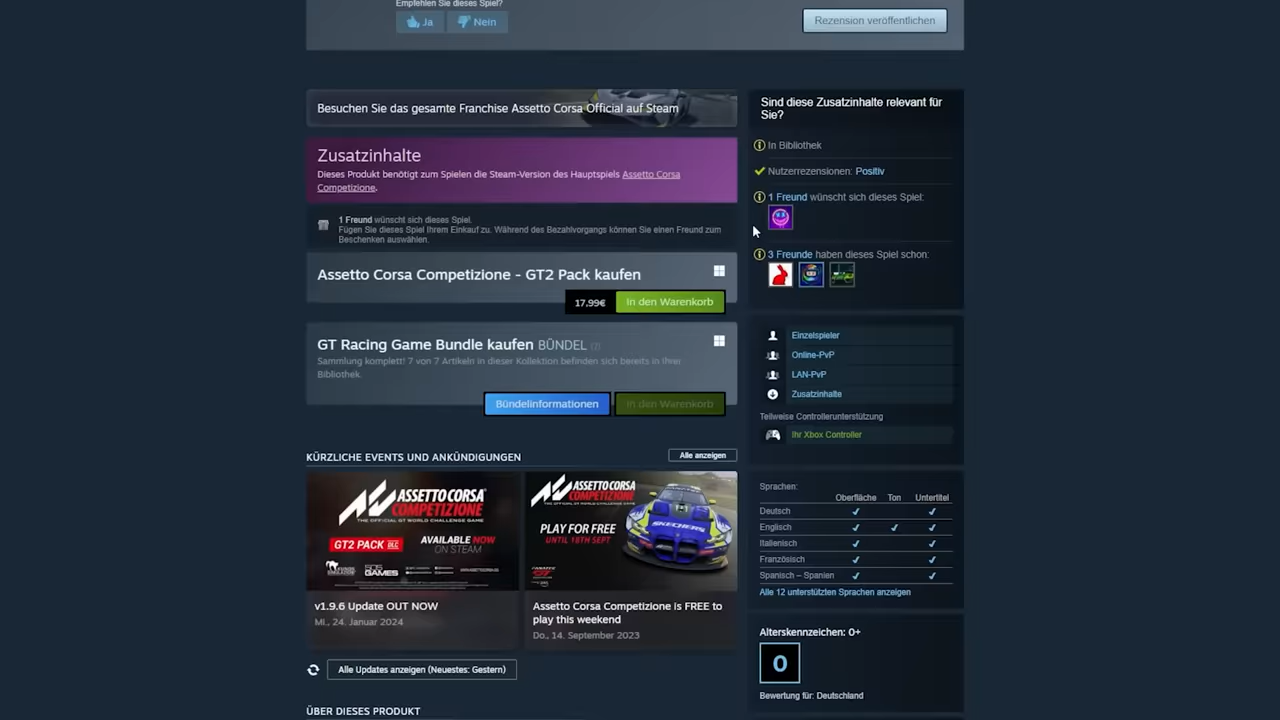 Empfehlen Sie dieses Spiel?
Ja
Nein
Rezension veröffentlichen
Besuchen Sie das gesamte Franchise Assetto Corsa Official auf Steam
Zusatzinhalte
Dieses Produkt benötigt zum Spielen die Steam-Version des Hauptspiels Assetto Corsa
Competizione.
1 Freund wünscht sich dieses Spiel.
Fügen Sie dieses Spiel Ihrem Einkauf zu. Während des Bezahlvorgangs können Sie einen Freund zum
Beschenken auswählen.
Assetto Corsa Competizione - GT2 Pack kaufen
17,99€
In den Warenkorb
GT Racing Game Bundle kaufen BÜNDEL (?)
Sammlung komplett! 7 von 7 Artikeln in dieser Kollektion befinden sich bereits in Ihrer
Bibliothek.
Bündelinformationen
In den Warenkorb
KÜRZLICHE EVENTS UND ANKÜNDIGUNGEN
Alle anzeigen
ASSETTO CORSA
COMPETIZIONE
THE OFFICIAL GT WORLD CHALLENGE GAME
GT2 PACK DLC
AVAILABLE NOW
ON STEAM
505
GAMES
v1.9.6 Update OUT NOW
Mi., 24. Januar 2024
ASSETTO CORSA
COMPETIZIONE
PLAY FOR FREE
UNTIL 18TH SEPT
SKECHERS
Assetto Corsa Competizione is FREE to
play this weekend
Do., 14. September 2023
Alle Updates anzeigen (Neuestes: Gestern)
ÜBER DIESES PRODUKT
Sind diese Zusatzinhalte relevant für
Sie?
In Bibliothek
Nutzerrezensionen: Positiv
1 Freund wünscht sich dieses Spiel:
3 Freunde haben dieses Spiel schon:
Einzelspieler
Online-PvP
LAN-PvP
Zusatzinhalte
Teilweise Controllerunterstützung
Ihr Xbox Controller
Sprachen:
Oberfläche Ton Untertitel
Deutsch ✔ ✔
Englisch ✔ ✔ ✔
Italienisch ✔ ✔
Französisch ✔ ✔
Spanisch – Spanien ✔ ✔
Alle 12 unterstützten Sprachen anzeigen
Alterskennzeichen: 0+
0
Bewertung für: Deutschland